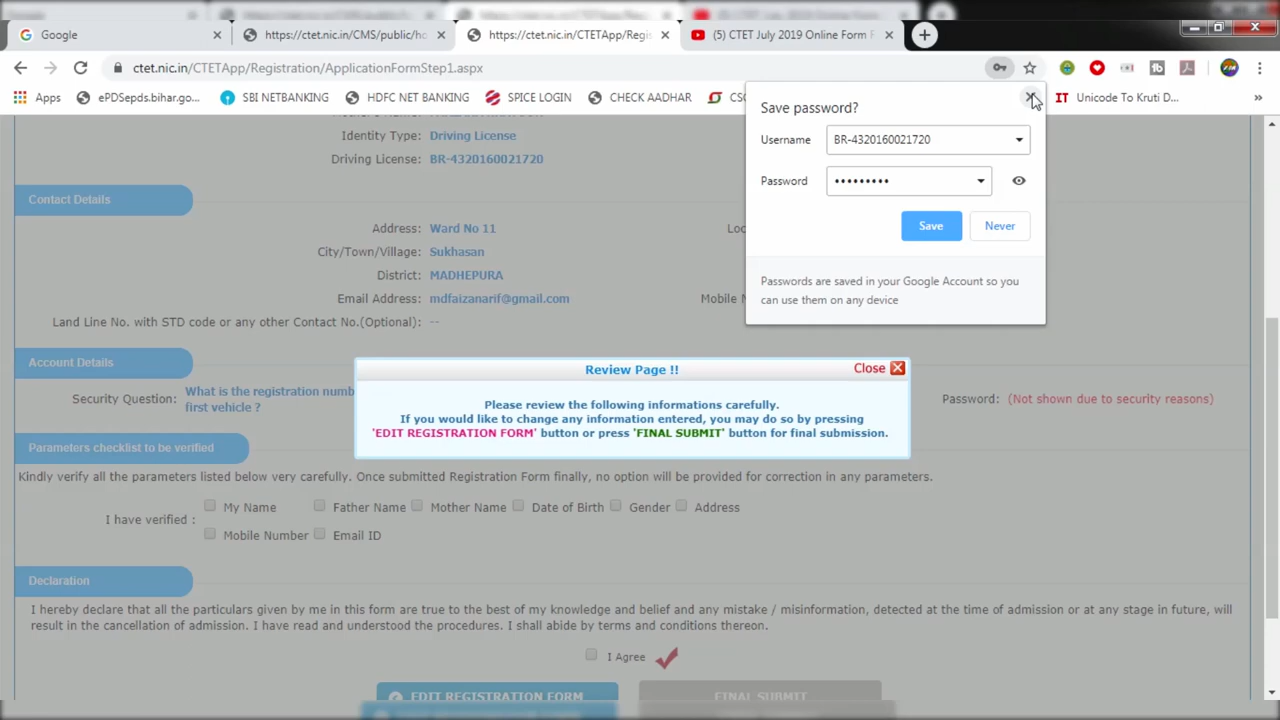 Google
https://ctet.nic.in/CMS/public/ho
https://ctet.nic.in/CTETApp/Regis
(5) CTET July 2019 Online Form F
ctet.nic.in/CTETApp/Registration/ApplicationFormStep1.aspx
Apps
ePDSepds.bihar.go...
SBI NETBANKING
HDFC NET BANKING
SPICE LOGIN
CHECK AADHAR
CSC
IT Unicode To Kruti D...
»
Save password?
Username BR-4320160021720
Password •••••••••
Save Never
Passwords are saved in your Google Account so you
can use them on any device
Identity Type: Driving License
Driving License: BR-4320160021720
Contact Details
Address: Ward No 11
Loc
City/Town/Village: Sukhasan
District: MADHEPURA
Email Address: mdfaizanarif@gmail.com
Mobile N
Land Line No. with STD code or any other Contact No.(Optional): --
Account Details
Security Question: What is the registration numb
first vehicle ?
Password: (Not shown due to security reasons)
Review Page !!
Close
Please review the following informations carefully.
If you would like to change any information entered, you may do so by pressing
'EDIT REGISTRATION FORM' button or press 'FINAL SUBMIT' button for final submission.
Parameters checklist to be verified
Kindly verify all the parameters listed below very carefully. Once submitted Registration Form finally, no option will be provided for correction in any parameters.
I have verified :
My Name Father Name Mother Name Date of Birth Gender Address
Mobile Number Email ID
Declaration
I hereby declare that all the particulars given by me in this form are true to the best of my knowledge and belief and any mistake / misinformation, detected at the time of admission or at any stage in future, will
result in the cancellation of admission. I have read and understood the procedures. I shall abide by terms and conditions thereon.
I Agree
EDIT REGISTRATION FORM
FINAL SUBMIT